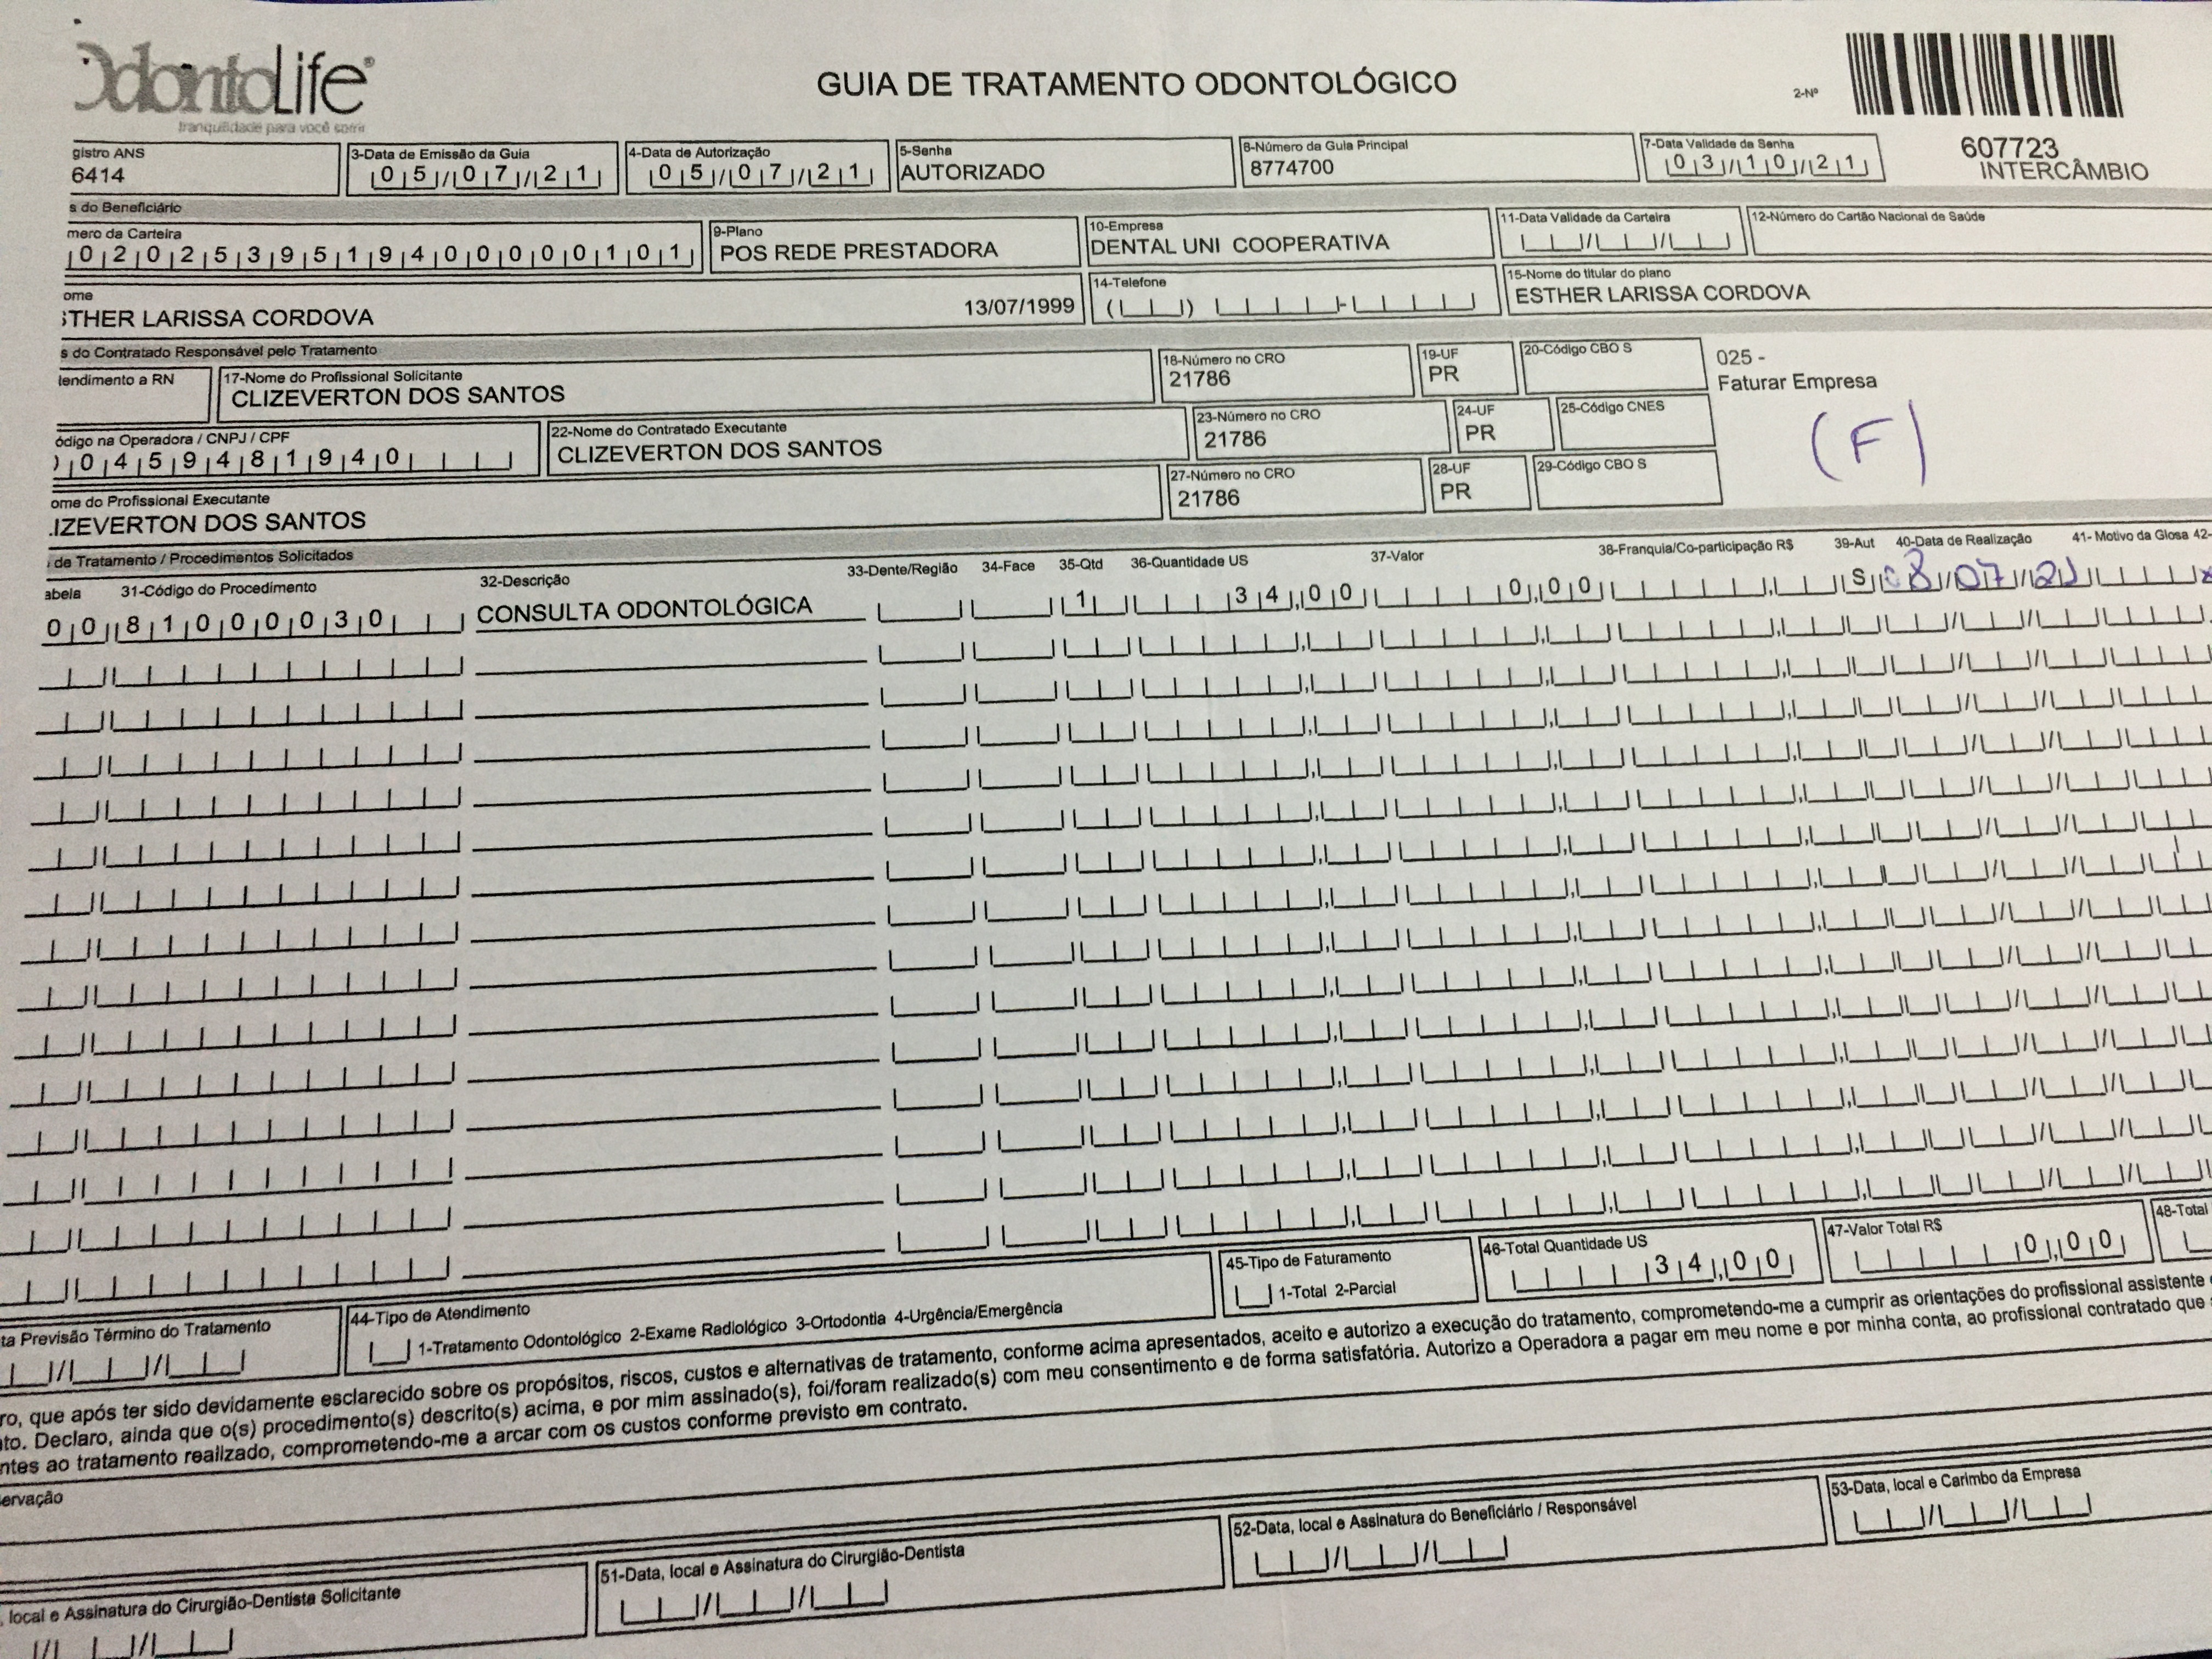 OdontoLife®
tranquilidade para você sorrir
GUIA DE TRATAMENTO ODONTOLÓGICO
2-Nº
607723
INTERCÂMBIO
gistro ANS
6414
3-Data de Emissão da Guia
05/07/21
4-Data de Autorização
05/07/21
5-Senha
AUTORIZADO
6-Número da Guia Principal
8774700
7-Data Validade da Senha
03/10/21
s do Beneficiário
mero da Carteira
020253951940000101
9-Plano
POS REDE PRESTADORA
10-Empresa
DENTAL UNI COOPERATIVA
11-Data Validade da Carteira
12-Número do Cartão Nacional de Saúde
ome
STHER LARISSA CORDOVA
13/07/1999
14-Telefone
15-Nome do titular do plano
ESTHER LARISSA CORDOVA
s do Contratado Responsável pelo Tratamento
tendimento a RN
17-Nome do Profissional Solicitante
CLIZEVERTON DOS SANTOS
18-Número no CRO
21786
19-UF
PR
20-Código CBO S
025 -
Faturar Empresa
(F)
ódigo na Operadora / CNPJ / CPF
0459481940
22-Nome do Contratado Executante
CLIZEVERTON DOS SANTOS
23-Número no CRO
21786
24-UF
PR
25-Código CNES
ome do Profissional Executante
IZEVERTON DOS SANTOS
27-Número no CRO
21786
28-UF
PR
29-Código CBO S
de Tratamento / Procedimentos Solicitados
abela 31-Código do Procedimento 32-Descrição 33-Dente/Região 34-Face 35-Qtd 36-Quantidade US 37-Valor 38-Franquia/Co-participação R$ 39-Aut 40-Data de Realização 41- Motivo da Glosa 42-
00 81000030 CONSULTA ODONTOLÓGICA 1 34,00 0,00 S 08/07/21
ta Previsão Término do Tratamento
44-Tipo de Atendimento
1-Tratamento Odontológico 2-Exame Radiológico 3-Ortodontia 4-Urgência/Emergência
45-Tipo de Faturamento
1-Total 2-Parcial
46-Total Quantidade US
34,00
47-Valor Total R$
0,00
48-Total
ro, que após ter sido devidamente esclarecido sobre os propósitos, riscos, custos e alternativas de tratamento, conforme acima apresentados, aceito e autorizo a execução do tratamento, comprometendo-me a cumprir as orientações do profissional assistente
nto. Declaro, ainda que o(s) procedimento(s) descrito(s) acima, e por mim assinado(s), foi/foram realizado(s) com meu consentimento e de forma satisfatória. Autorizo a Operadora a pagar em meu nome e por minha conta, ao profissional contratado que
ntes ao tratamento realizado, comprometendo-me a arcar com os custos conforme previsto em contrato.
ervação
local e Assinatura do Cirurgião-Dentista Solicitante
51-Data, local e Assinatura do Cirurgião-Dentista
52-Data, local e Assinatura do Beneficiário / Responsável
53-Data, local e Carimbo da Empresa